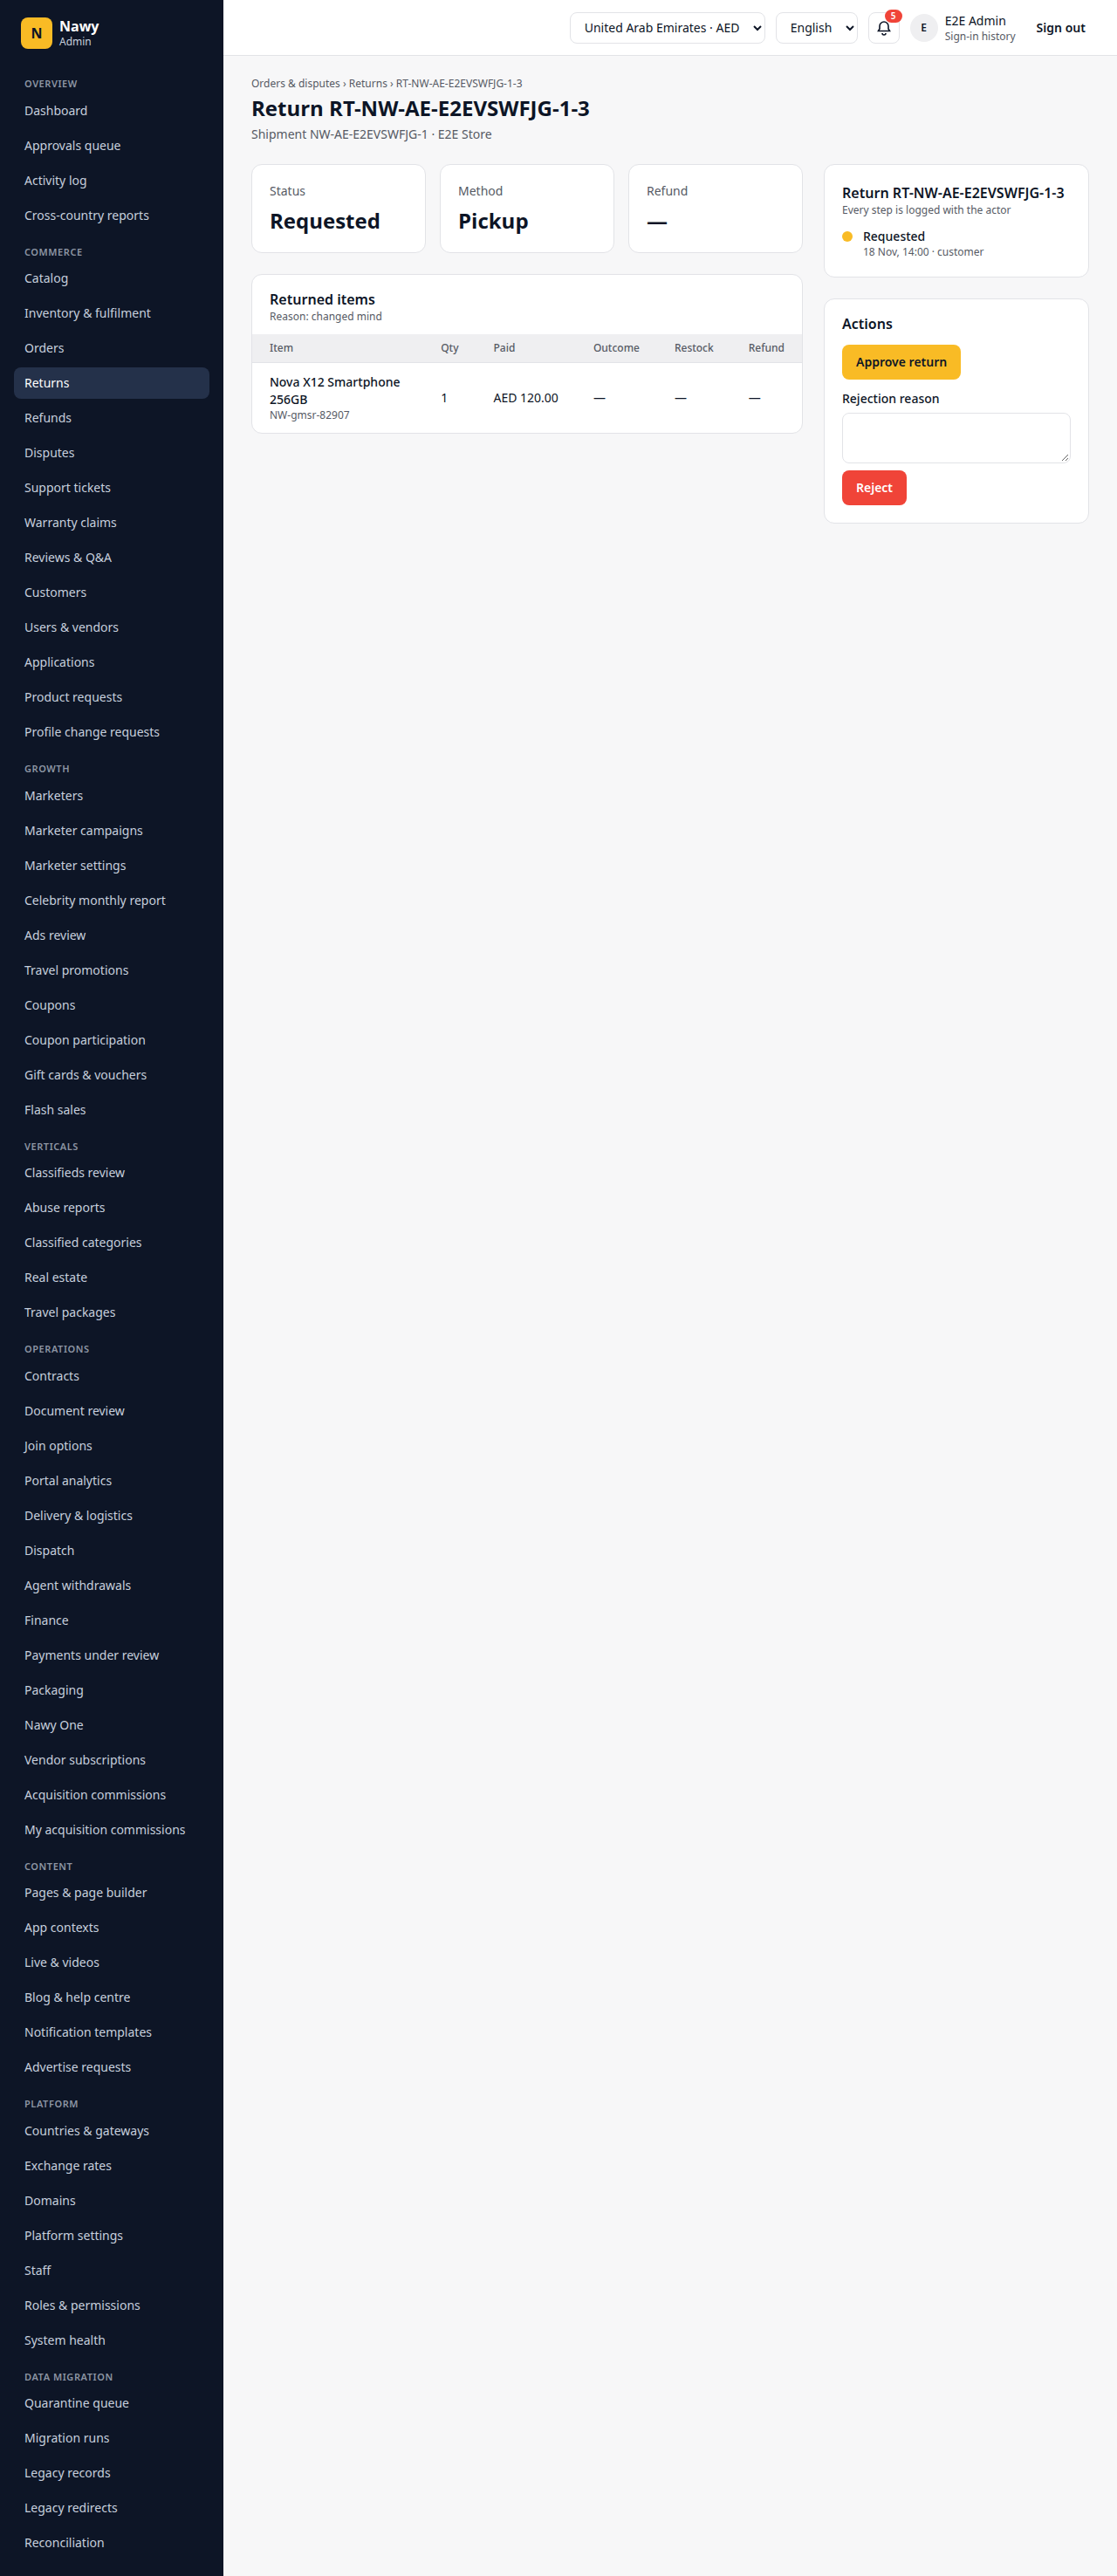 N
Nawy
Admin
OVERVIEW
Dashboard
Approvals queue
Activity log
Cross-country reports
COMMERCE
Catalog
Inventory & fulfilment
Orders
Returns
Refunds
Disputes
Support tickets
Warranty claims
Reviews & Q&A
Customers
Users & vendors
Applications
Product requests
Profile change requests
GROWTH
Marketers
Marketer campaigns
Marketer settings
Celebrity monthly report
Ads review
Travel promotions
Coupons
Coupon participation
Gift cards & vouchers
Flash sales
VERTICALS
Classifieds review
Abuse reports
Classified categories
Real estate
Travel packages
OPERATIONS
Contracts
Document review
Join options
Portal analytics
Delivery & logistics
Dispatch
Agent withdrawals
Finance
Payments under review
Packaging
Nawy One
Vendor subscriptions
Acquisition commissions
My acquisition commissions
CONTENT
Pages & page builder
App contexts
Live & videos
Blog & help centre
Notification templates
Advertise requests
PLATFORM
Countries & gateways
Exchange rates
Domains
Platform settings
Staff
Roles & permissions
System health
DATA MIGRATION
Quarantine queue
Migration runs
Legacy records
Legacy redirects
Reconciliation
United Arab Emirates · AED
English
5
E
E2E Admin
Sign-in history
Sign out
Orders & disputes › Returns › RT-NW-AE-E2EVSWFJG-1-3
Return RT-NW-AE-E2EVSWFJG-1-3
Shipment NW-AE-E2EVSWFJG-1 · E2E Store
Status
Requested
Method
Pickup
Refund
—
Returned items
Reason: changed mind
Item Qty Paid Outcome Restock Refund
Nova X12 Smartphone
256GB
NW-gmsr-82907
1 AED 120.00 — — —
Return RT-NW-AE-E2EVSWFJG-1-3
Every step is logged with the actor
Requested
18 Nov, 14:00 · customer
Actions
Approve return
Rejection reason
Reject